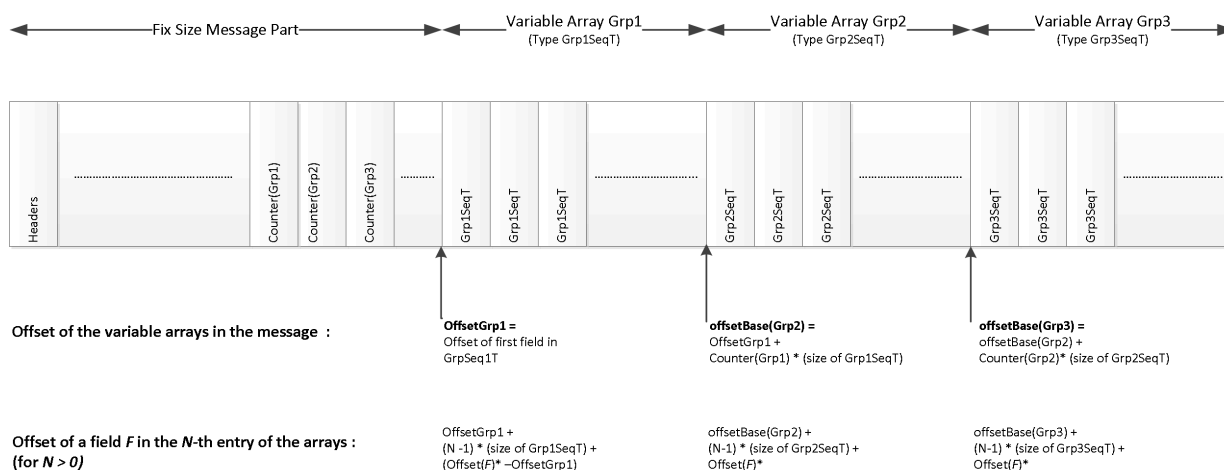 Fix Size Message Part
Variable Array Grp1
(Type Grp1SeqT)
Variable Array Grp2
(Type Grp2SeqT)
Variable Array Grp3
(Type Grp3SeqT)
Headers
Counter(Grp1)
Counter(Grp2)
Counter(Grp3)
Grp1SeqT
Grp1SeqT
Grp1SeqT
Grp2SeqT
Grp2SeqT
Grp2SeqT
Grp3SeqT
Grp3SeqT
Grp3SeqT
Offset of the variable arrays in the message :
OffsetGrp1 =
Offset of first field in
GrpSeq1T
offsetBase(Grp2) =
OffsetGrp1 +
Counter(Grp1) * (size of Grp1SeqT)
offsetBase(Grp3) =
offsetBase(Grp2) +
Counter(Grp2)* (size of Grp2SeqT)
Offset of a field F in the N-th entry of the arrays :
(for N > 0)
OffsetGrp1 +
(N -1) * (size of Grp1SeqT) +
(Offset(F)* –OffsetGrp1)
offsetBase(Grp2) +
(N-1) * (size of Grp2SeqT) +
Offset(F)*
offsetBase(Grp3) +
(N-1) * (size of Grp3SeqT) +
Offset(F)*